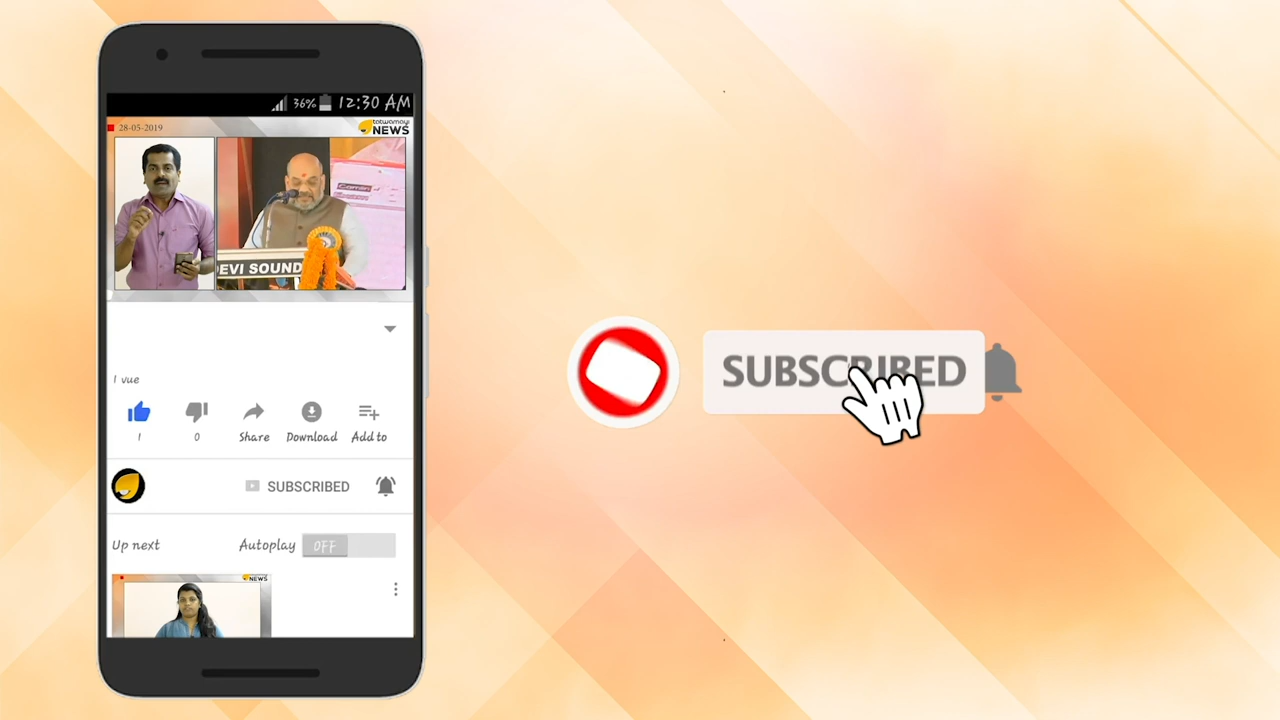 36% 12:30 AM
28-05-2019
tatwamayi
NEWS
DEVI SOUND
1 vue
1
0
Share
Download
Add to
SUBSCRIBED
Up next
Autoplay
OFF
NEWS
SUBSCRIBED